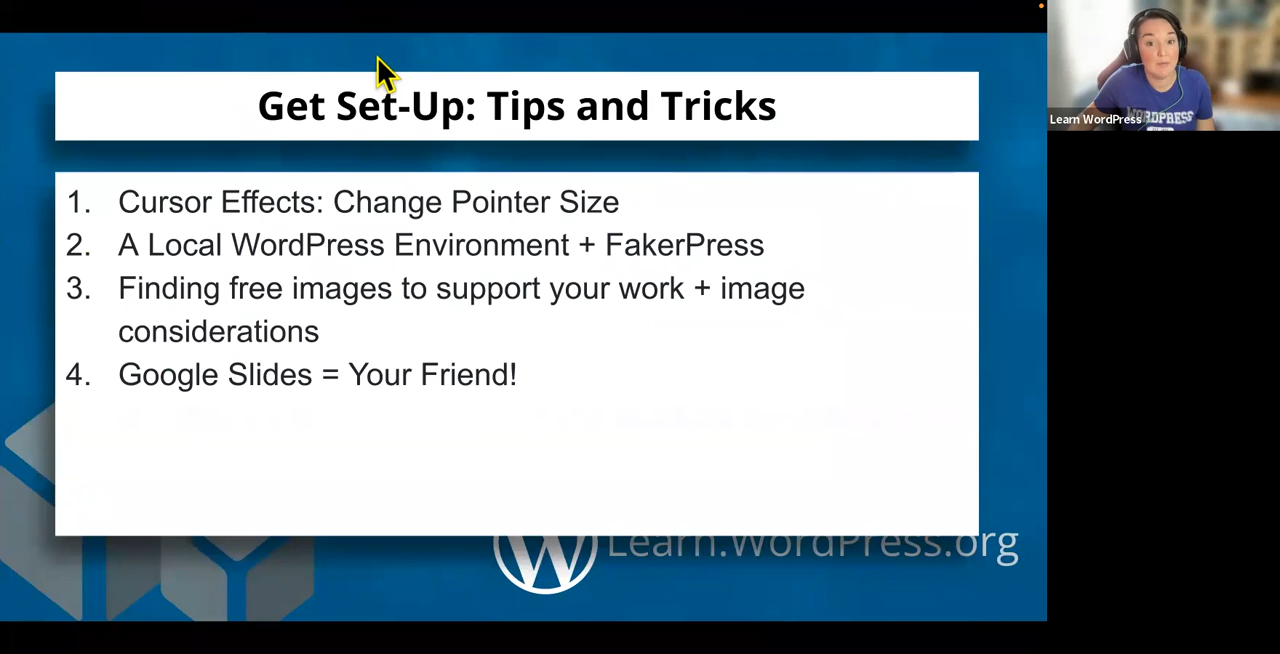 Get Set-Up: Tips and Tricks
1. Cursor Effects: Change Pointer Size
2. A Local WordPress Environment + FakerPress
3. Finding free images to support your work + image
considerations
4. Google Slides = Your Friend!
Learn.WordPress.org
Learn WordPress
WORDPRESS